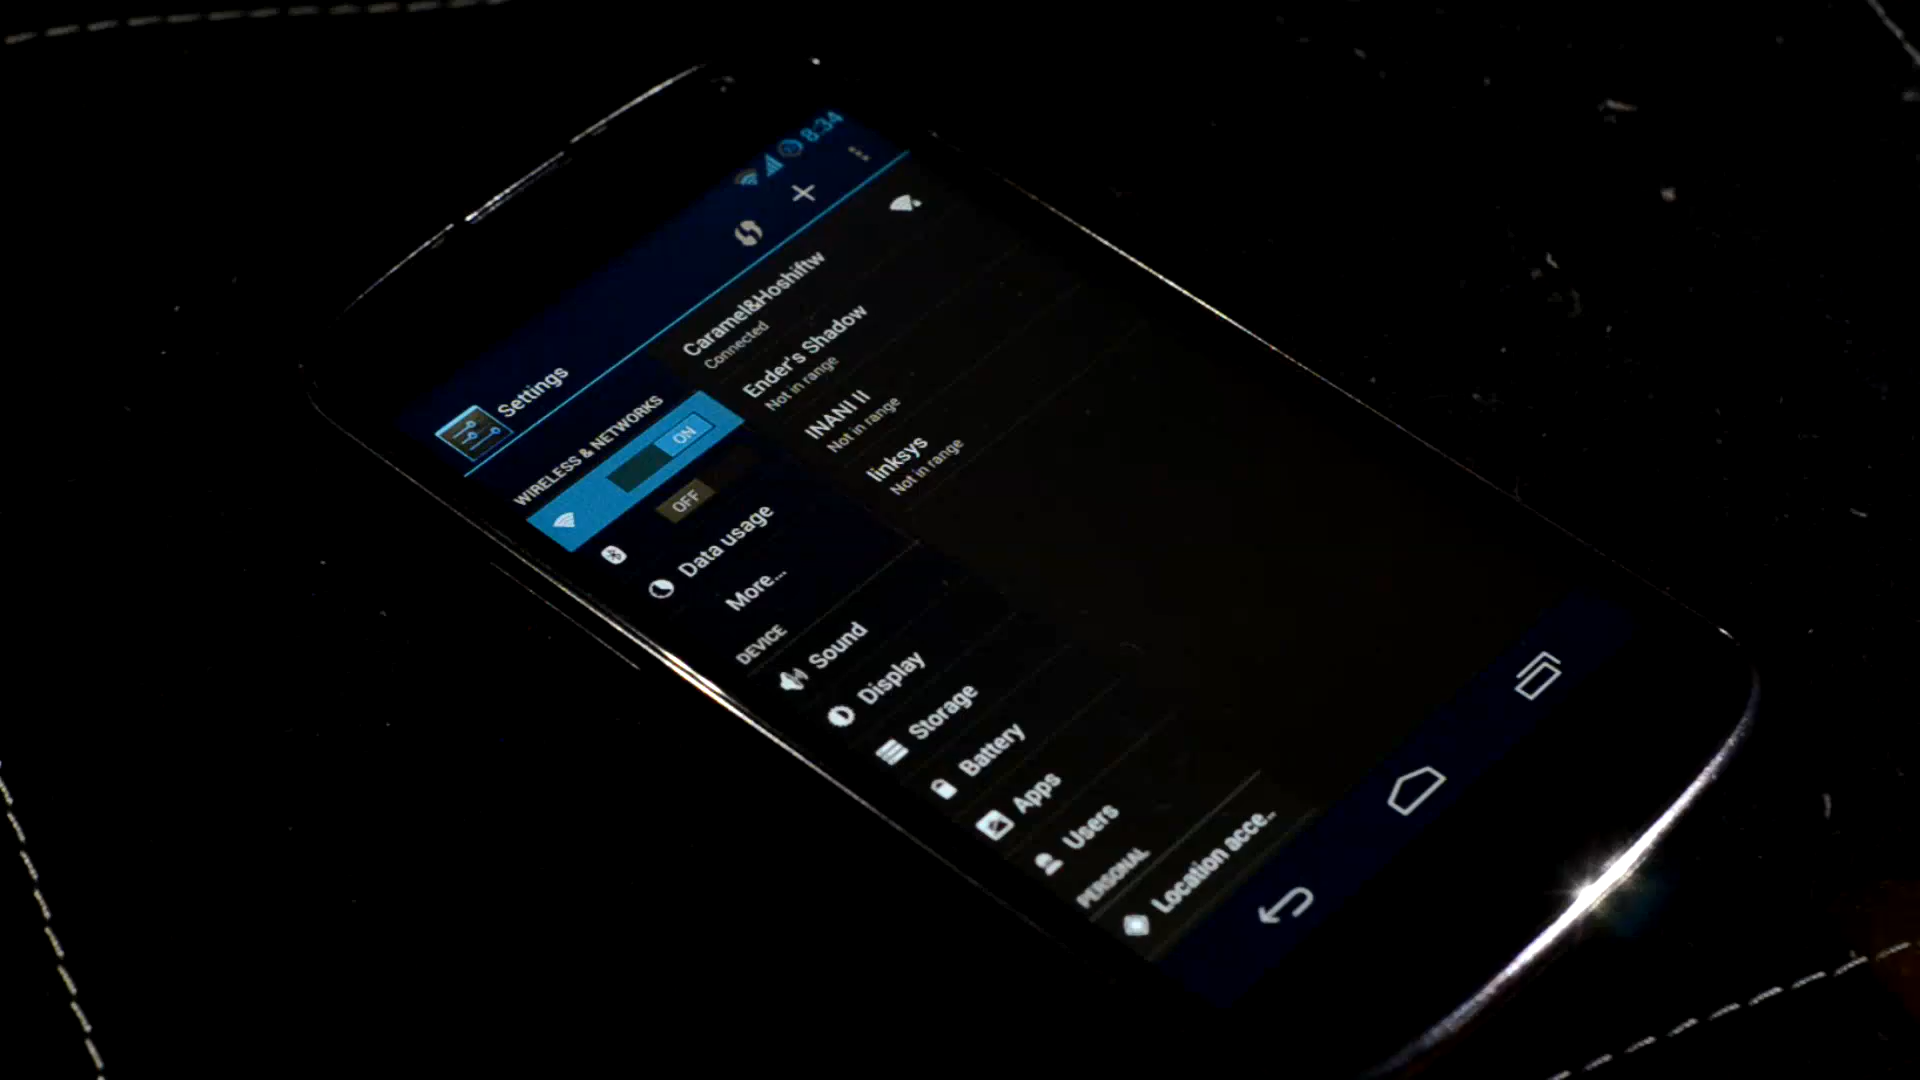 8:34
Settings
WIRELESS & NETWORKS
ON
OFF
Data usage
More...
DEVICE
Sound
Display
Storage
Battery
Apps
Users
PERSONAL
Location acce...
Caramel&Hoshiftw
Connected
Ender's Shadow
Not in range
INANI II
Not in range
linksys
Not in range